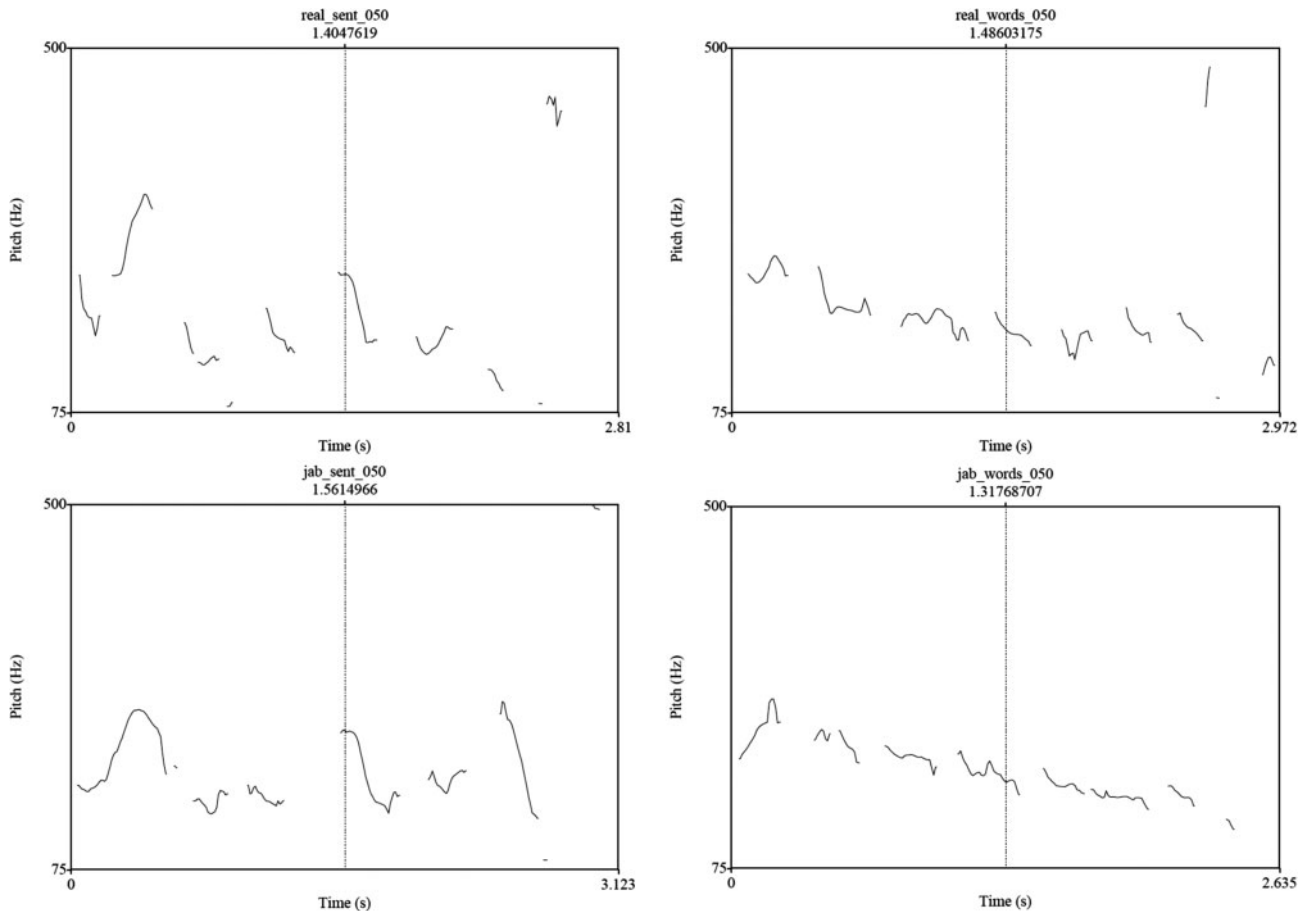 real_sent_050
1.4047619
500
Pitch (Hz)
75
0
2.81
Time (s)
real_words_050
1.48603175
500
Pitch (Hz)
75
0
2.972
Time (s)
jab_sent_050
1.5614966
500
Pitch (Hz)
75
0
3.123
Time (s)
jab_words_050
1.31768707
500
Pitch (Hz)
75
0
2.635
Time (s)